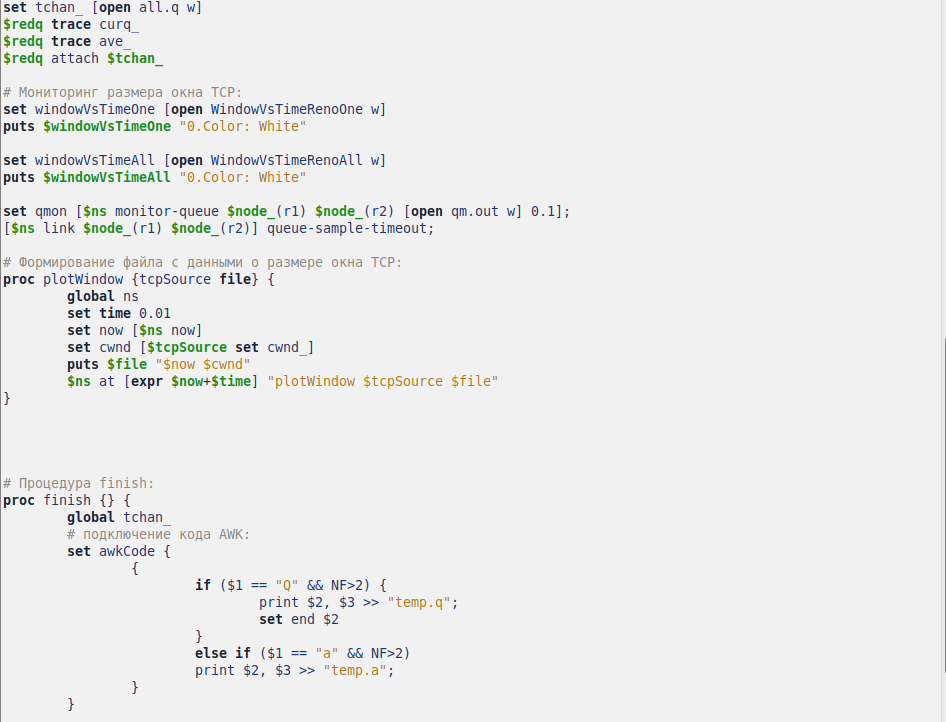 set tchan_ [open all.q w]
$redq trace curq_
$redq trace ave_
$redq attach $tchan_
# Мониторинг размера окна TCP:
set windowVsTimeOne [open WindowVsTimeRenoOne w]
puts $windowVsTimeOne "0.Color: White"
set windowVsTimeAll [open WindowVsTimeRenoAll w]
puts $windowVsTimeAll "0.Color: White"
set qmon [$ns monitor-queue $node_(r1) $node_(r2) [open qm.out w] 0.1];
[$ns link $node_(r1) $node_(r2)] queue-sample-timeout;
# Формирование файла с данными о размере окна TCP:
proc plotWindow {tcpSource file} {
global ns
set time 0.01
set now [$ns now]
set cwnd [$tcpSource set cwnd_]
puts $file "$now $cwnd"
$ns at [expr $now+$time] "plotWindow $tcpSource $file"
}
# Процедура finish:
proc finish {} {
global tchan_
# подключение кода AWK:
set awkCode {
{
if ($1 == "Q" && NF>2) {
print $2, $3 >> "temp.q";
set end $2
}
else if ($1 == "a" && NF>2)
print $2, $3 >> "temp.a";
}
}